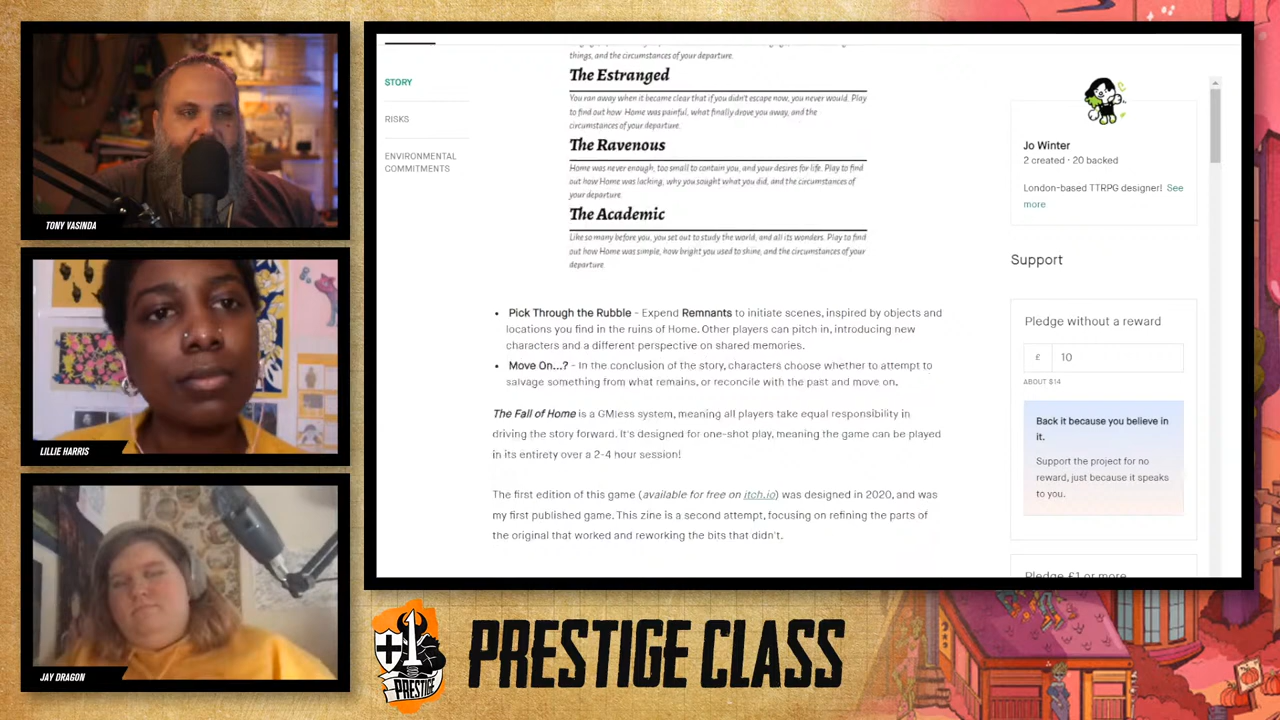 TONY VASINDA
LILLIE HARRIS
JAY DRAGON
STORY
RISKS
ENVIRONMENTAL
COMMITMENTS
things, and the circumstances of your departure.
The Estranged
You ran away when it became clear that if you didn't escape now, you never would. Play
to find out how Home was painful, what finally drove you away, and the
circumstances of your departure.
The Ravenous
Home was never enough, too small to contain you, and your desires for life. Play to find
out how Home was lacking, why you sought what you did, and the circumstances of
your departure.
The Academic
Like so many before you, you set out to study the world, and all its wonders. Play to find
out how Home was simple, how bright you used to shine, and the circumstances of your
departure.
• Pick Through the Rubble - Expend Remnants to initiate scenes, inspired by objects and
locations you find in the ruins of Home. Other players can pitch in, introducing new
characters and a different perspective on shared memories.
• Move On...? - In the conclusion of the story, characters choose whether to attempt to
salvage something from what remains, or reconcile with the past and move on.
The Fall of Home is a GMless system, meaning all players take equal responsibility in
driving the story forward. It's designed for one-shot play, meaning the game can be played
in its entirety over a 2-4 hour session!
The first edition of this game (available for free on itch.io) was designed in 2020, and was
my first published game. This zine is a second attempt, focusing on refining the parts of
the original that worked and reworking the bits that didn't.
Jo Winter
2 created · 20 backed
London-based TTRPG designer! See
more
Support
Pledge without a reward
£ 10
ABOUT $14
Back it because you believe in
it.
Support the project for no
reward, just because it speaks
to you.
Pledge £1 or more
PRESTIGE
PRESTIGE CLASS